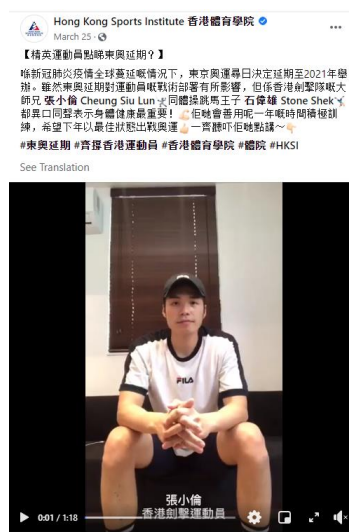 Hong Kong Sports Institute 香港體育學院
March 25
【精英運動員點睇東奧延期？】
喺新冠肺炎疫情全球蔓延嘅情況下，東京奧運尋日決定延期至2021年舉
辦。雖然東奧延期對運動員嘅戰術部署有所影響，但係香港劍擊隊嘅大
師兄 張小倫 Cheung Siu Lun🤺同體操跳馬王子 石偉雄 Stone Shek🤸
都異口同聲表示身體健康最重要！💪🏻佢哋會善用呢一年嘅時間積極訓
練，希望下年以最佳狀態出戰奧運👍🏻一齊聽吓佢哋點講～👇🏻
#東奧延期 #齊撐香港運動員 #香港體育學院 #體院 #HKSI
See Translation
FILA
張小倫
香港劍擊運動員
0:01 / 1:18